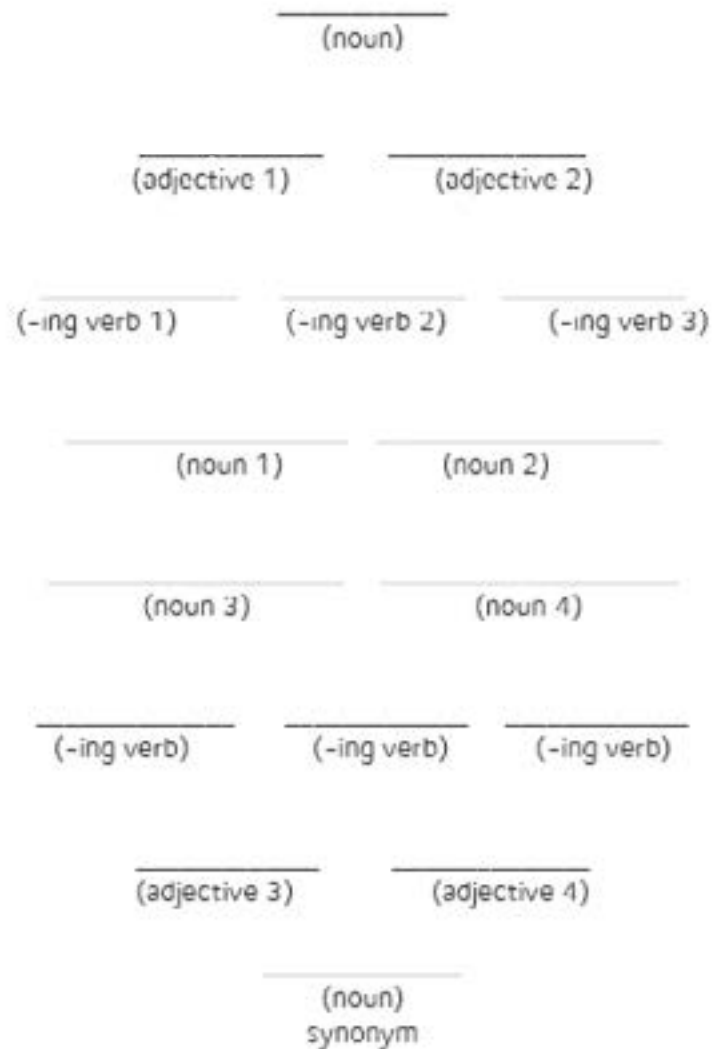 (noun)
(adjective 1) (adjective 2)
(-ing verb 1) (-ing verb 2) (-ing verb 3)
(noun 1) (noun 2)
(noun 3) (noun 4)
(-ing verb) (-ing verb) (-ing verb)
(adjective 3) (adjective 4)
(noun)
synonym